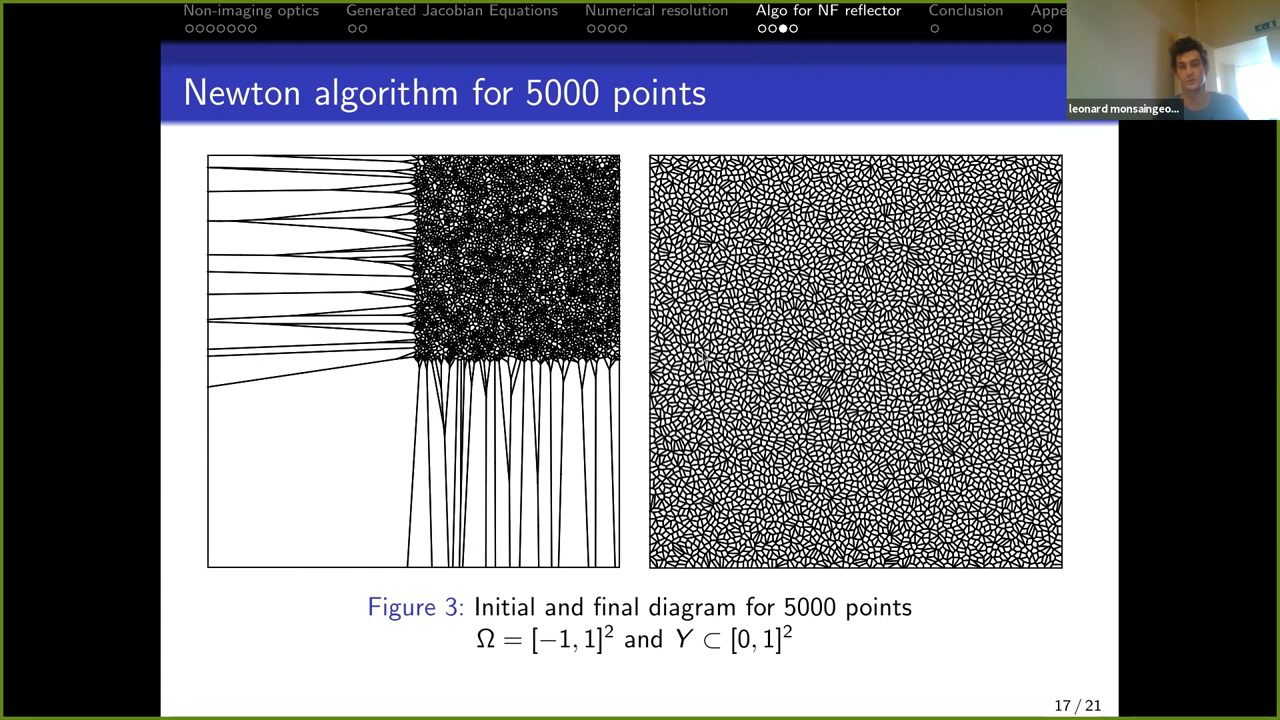 Non-imaging optics Generated Jacobian Equations Numerical resolution Algo for NF reflector Conclusion Appe
leonard monsaingeo...
Newton algorithm for 5000 points
Figure 3: Initial and final diagram for 5000 points
Ω = [−1, 1]² and Y ⊂ [0, 1]²
17 / 21